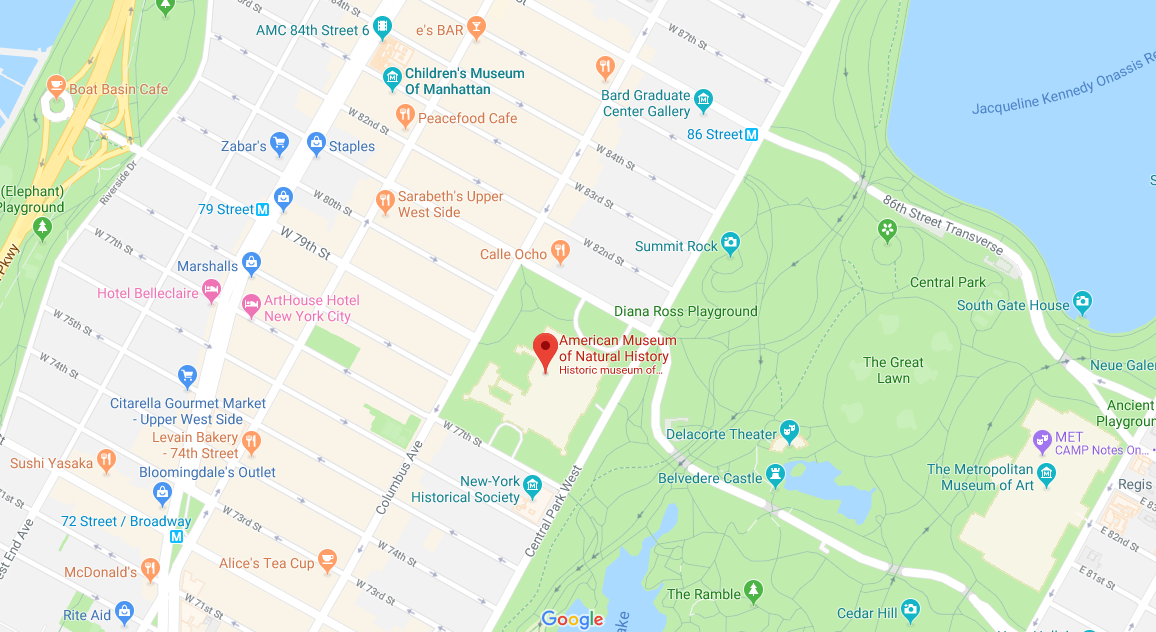 AMC 84th Street 6
e's BAR
W 87th St
Children's Museum
Of Manhattan
Boat Basin Cafe
Jacqueline Kennedy Onassis Re
Bard Graduate
Center Gallery
W 82nd St
Peacefood Cafe
86 Street M
Zabar's
Staples
W 84th St
Riverside Dr
(Elephant)
Playground
W 80th St
Sarabeth's Upper
West Side
W 83rd St
79 Street M
86th Street Transverse
W 77th St
W 79th St
W 82nd St
Summit Rock
Pkwy
Calle Ocho
Marshalls
Central Park
Hotel Belleclaire
ArtHouse Hotel
New York City
South Gate House
Diana Ross Playground
W 75th St
American Museum
of Natural History
Historic museum of...
The Great
Lawn
Neue Galer
Citarella Gourmet Market
- Upper West Side
Ancient
Playground
Levain Bakery
- 74th Street
W 77th St
Delacorte Theater
MET
CAMP Notes On...
Sushi Yasaka
Bloomingdale's Outlet
Columbus Ave
New-York
Historical Society
Belvedere Castle
The Metropolitan
Museum of Art
Regis
1st St
72 Street / Broadway
M
W 73rd St
Central Park West
E 82nd St
est End Ave
W 74th St
Alice's Tea Cup
McDonald's
E 81st St
W 73rd St
The Ramble
W 71st St
Rite Aid
Google
ake
Cedar Hill